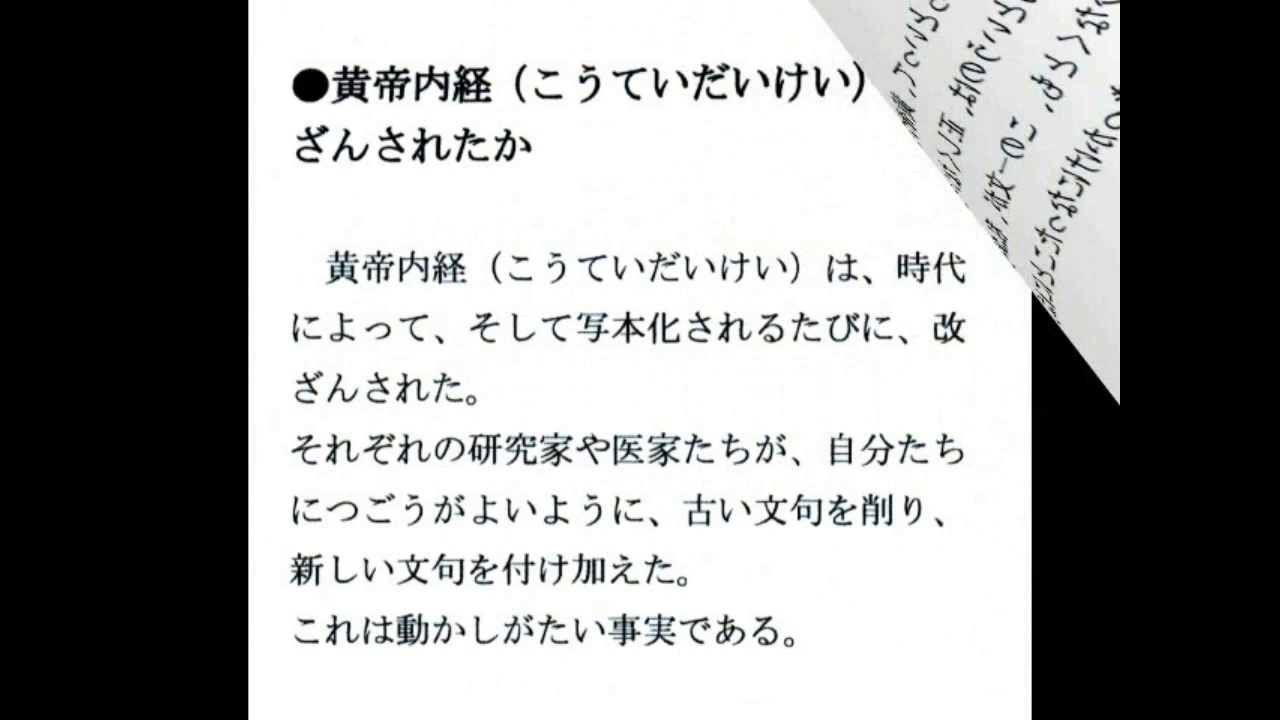 ●黄帝内経（こうていだいけい）
ざんされたか
　黄帝内経（こうていだいけい）は、時代
によって、そして写本化されるたびに、改
ざんされた。
それぞれの研究家や医家たちが、自分たち
につごうがよいように、古い文句を削り、
新しい文句を付け加えた。
これは動かしがたい事実である。